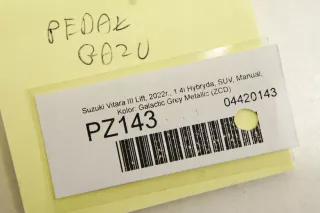 PEDAŁ
GAZU
Suzuki Vitara III Lift, 2022r., 1.4i Hybryda, SUV, Manual,
Kolor: Galactic Grey Metallic (ZCD)
PZ143
04420143